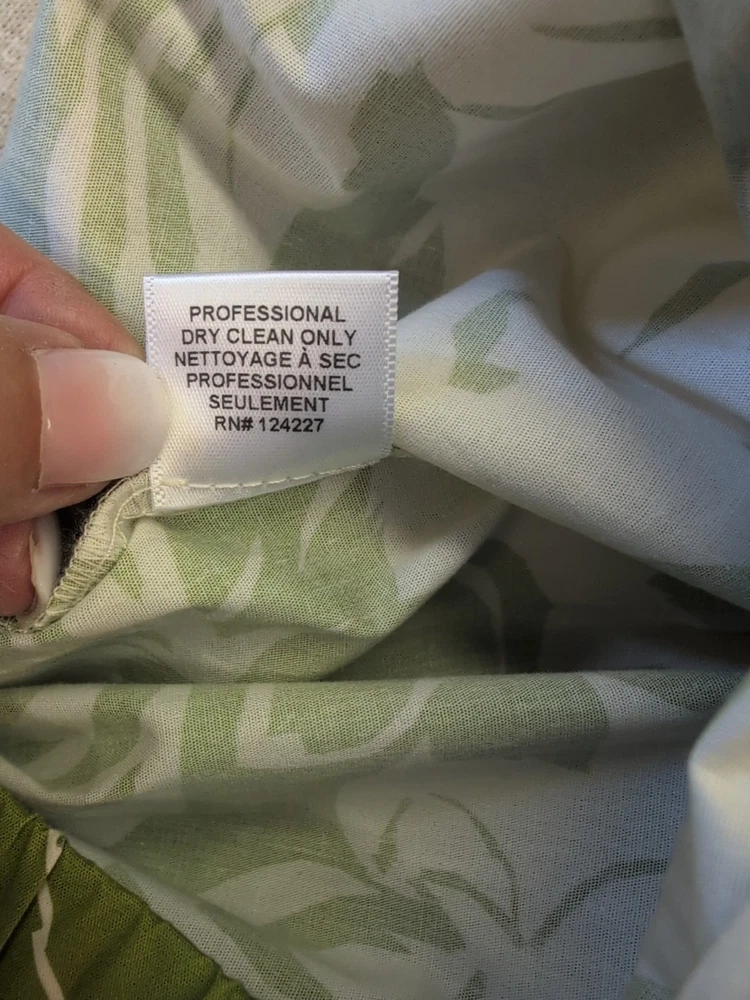 PROFESSIONAL
DRY CLEAN ONLY
NETTOYAGE À SEC
PROFESSIONNEL
SEULEMENT
RN# 124227